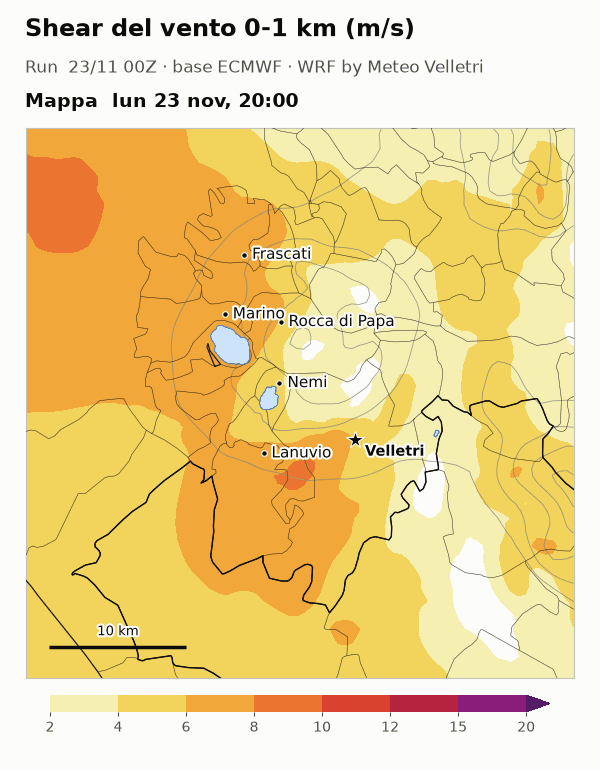 Shear del vento 0-1 km (m/s)
Run  23/11 00Z · base ECMWF · WRF by Meteo Velletri
Mappa  lun 23 nov, 20:00
Frascati
Marino
Rocca di Papa
Nemi
Velletri
Lanuvio
10 km
2 4 6 8 10 12 15 20